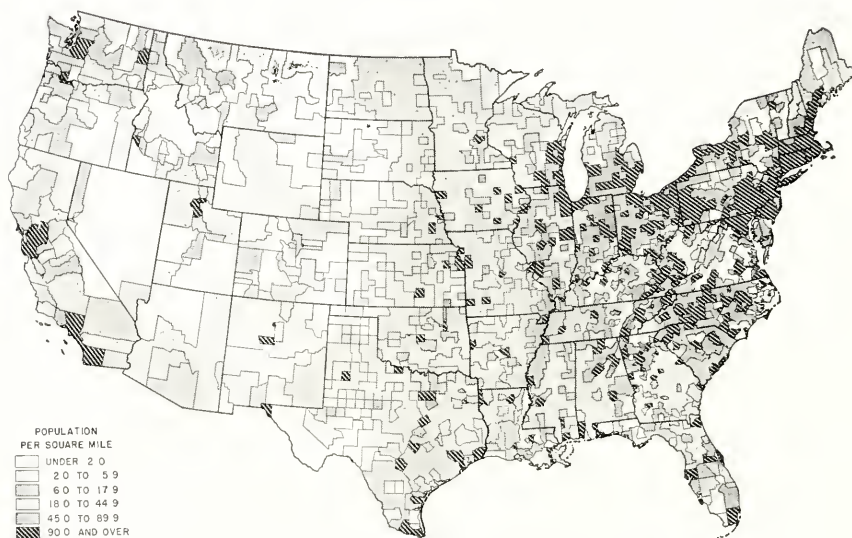 POPULATION
PER SQUARE MILE
UNDER 2 0
2 0 TO 5 9
6 0 TO 17 9
18 0 TO 44 9
45 0 TO 89 9
90 0 AND OVER